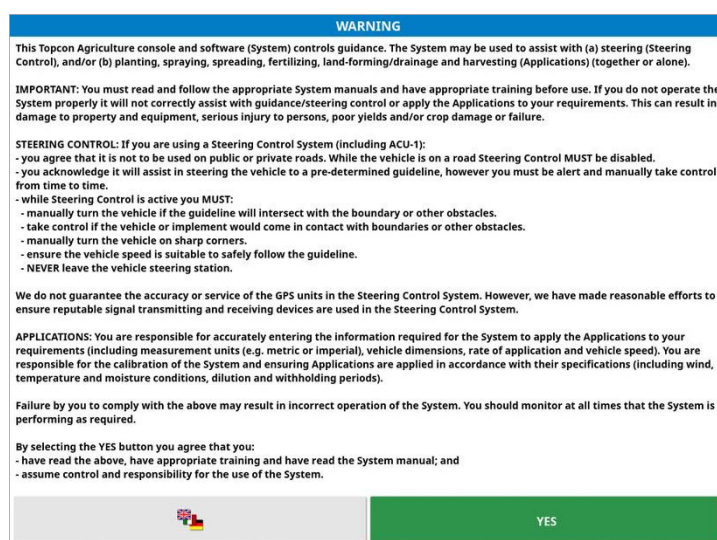 WARNING
This Topcon Agriculture console and software (System) controls guidance. The System may be used to assist with (a) steering (Steering
Control), and/or (b) planting, spraying, spreading, fertilizing, land-forming/drainage and harvesting (Applications) (together or alone).
IMPORTANT: You must read and follow the appropriate System manuals and have appropriate training before use. If you do not operate the
System properly it will not correctly assist with guidance/steering control or apply the Applications to your requirements. This can result in
damage to property and equipment, serious injury to persons, poor yields and/or crop damage or failure.
STEERING CONTROL: If you are using a Steering Control System (including ACU-1):
- you agree that it is not to be used on public or private roads. While the vehicle is on a road Steering Control MUST be disabled.
- you acknowledge it will assist in steering the vehicle to a pre-determined guideline, however you must be alert and manually take control
from time to time.
- while Steering Control is active you MUST:
- manually turn the vehicle if the guideline will intersect with the boundary or other obstacles.
- take control if the vehicle or implement would come in contact with boundaries or other obstacles.
- manually turn the vehicle on sharp corners.
- ensure the vehicle speed is suitable to safely follow the guideline.
- NEVER leave the vehicle steering station.
We do not guarantee the accuracy or service of the GPS units in the Steering Control System. However, we have made reasonable efforts to
ensure reputable signal transmitting and receiving devices are used in the Steering Control System.
APPLICATIONS: You are responsible for accurately entering the information required for the System to apply the Applications to your
requirements (including measurement units (e.g. metric or imperial), vehicle dimensions, rate of application and vehicle speed). You are
responsible for the calibration of the System and ensuring Applications are applied in accordance with their specifications (including wind,
temperature and moisture conditions, dilution and withholding periods).
Failure by you to comply with the above may result in incorrect operation of the System. You should monitor at all times that the System is
performing as required.
By selecting the YES button you agree that you:
- have read the above, have appropriate training and have read the System manual; and
- assume control and responsibility for the use of the System.
YES